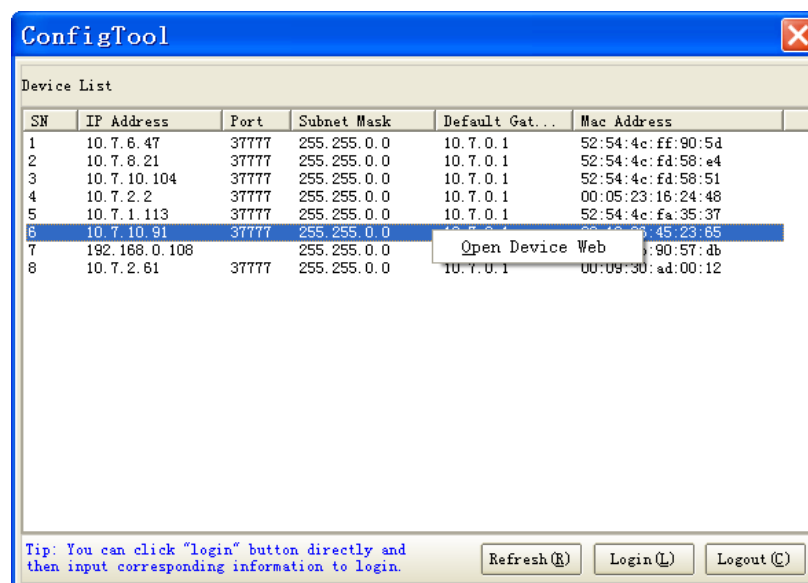 ConfigTool
Device List
SN IP Address Port Subnet Mask Default Gat... Mac Address
1 10.7.6.47 37777 255.255.0.0 10.7.0.1 52:54:4c:ff:90:5d
2 10.7.8.21 37777 255.255.0.0 10.7.0.1 52:54:4c:fd:58:e4
3 10.7.10.104 37777 255.255.0.0 10.7.0.1 52:54:4c:fd:58:51
4 10.7.2.2 37777 255.255.0.0 10.7.0.1 00:05:23:16:24:48
5 10.7.1.113 37777 255.255.0.0 10.7.0.1 52:54:4c:fa:35:37
6 10.7.10.91 37777 255.255.0.0 :45:23:65
7 192.168.0.108 255.255.0.0 Open Device Web :90:57:db
8 10.7.2.61 37777 255.255.0.0 10.7.0.1 00:09:30:ad:00:12
Tip: You can click "login" button directly and
then input corresponding information to login.
Refresh(R) Login(L) Logout(C)